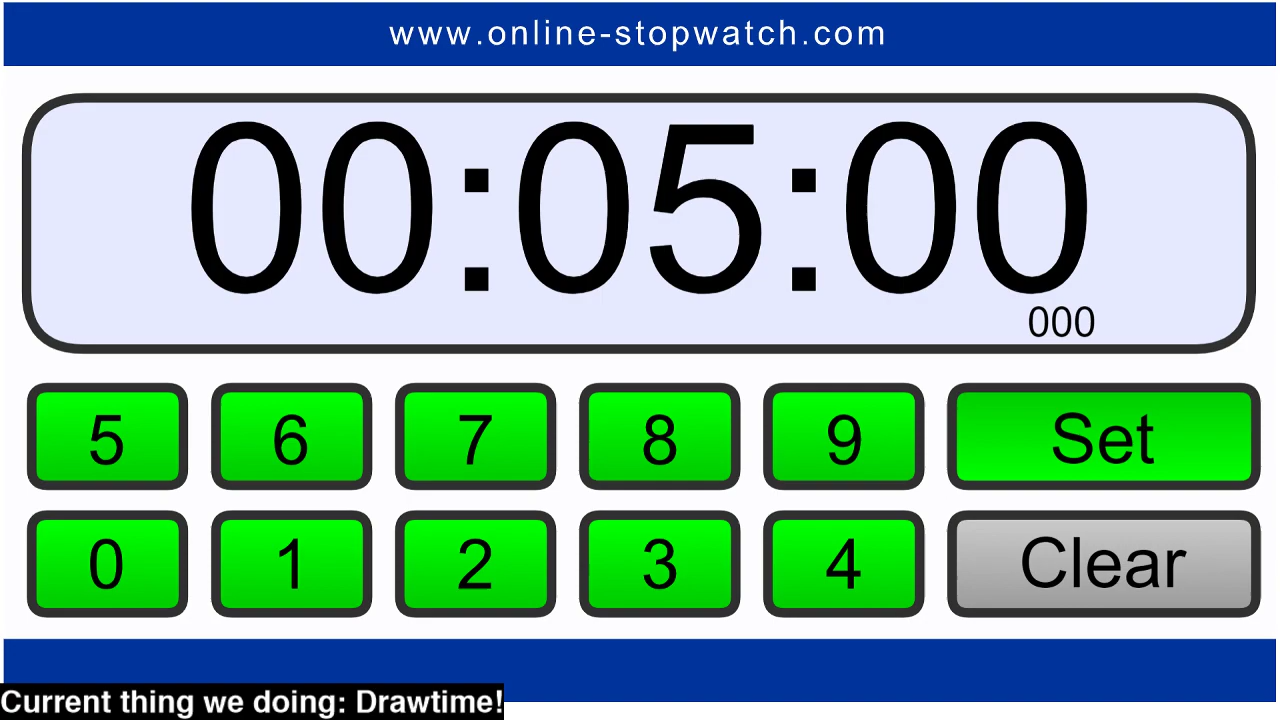 www.online-stopwatch.com
00:05:00
000
5 6 7 8 9 Set
0 1 2 3 4 Clear
Current thing we doing: Drawtime!